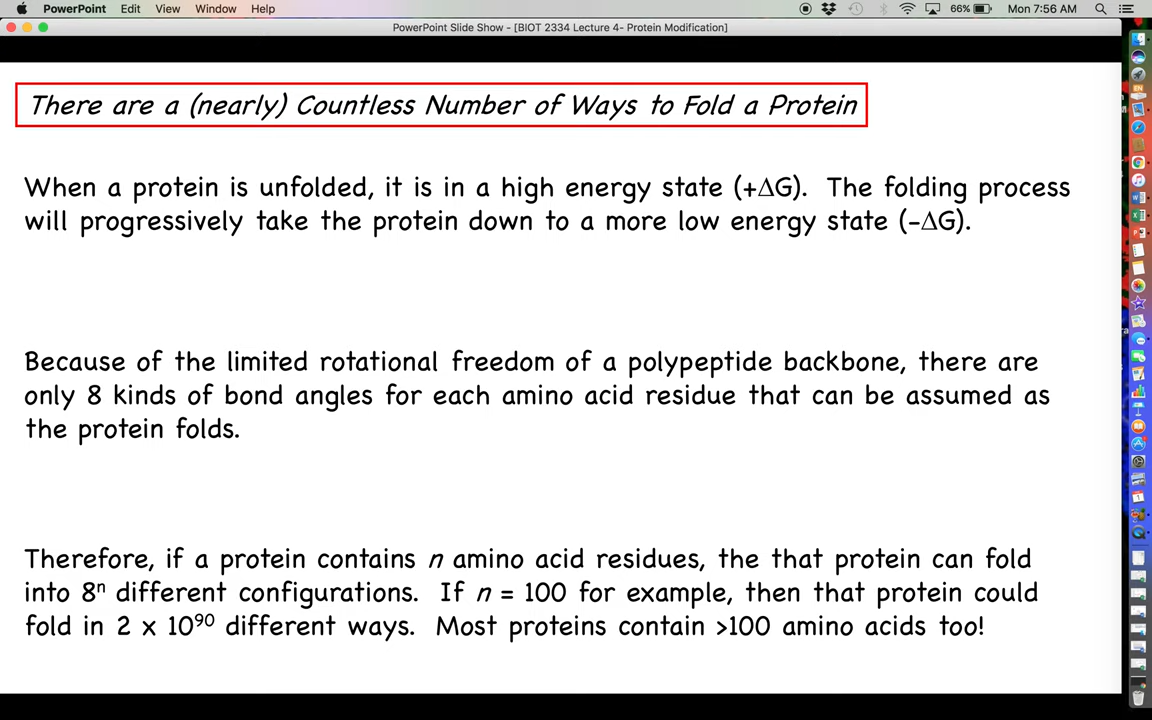 PowerPoint Edit View Window Help 66% Mon 7:56 AM
PowerPoint Slide Show - [BIOT 2334 Lecture 4- Protein Modification]
There are a (nearly) Countless Number of Ways to Fold a Protein
When a protein is unfolded, it is in a high energy state (+∆G). The folding process
will progressively take the protein down to a more low energy state (-∆G).
Because of the limited rotational freedom of a polypeptide backbone, there are
only 8 kinds of bond angles for each amino acid residue that can be assumed as
the protein folds.
Therefore, if a protein contains n amino acid residues, the that protein can fold
into 8ⁿ different configurations. If n = 100 for example, then that protein could
fold in 2 x 10⁹⁰ different ways. Most proteins contain >100 amino acids too!